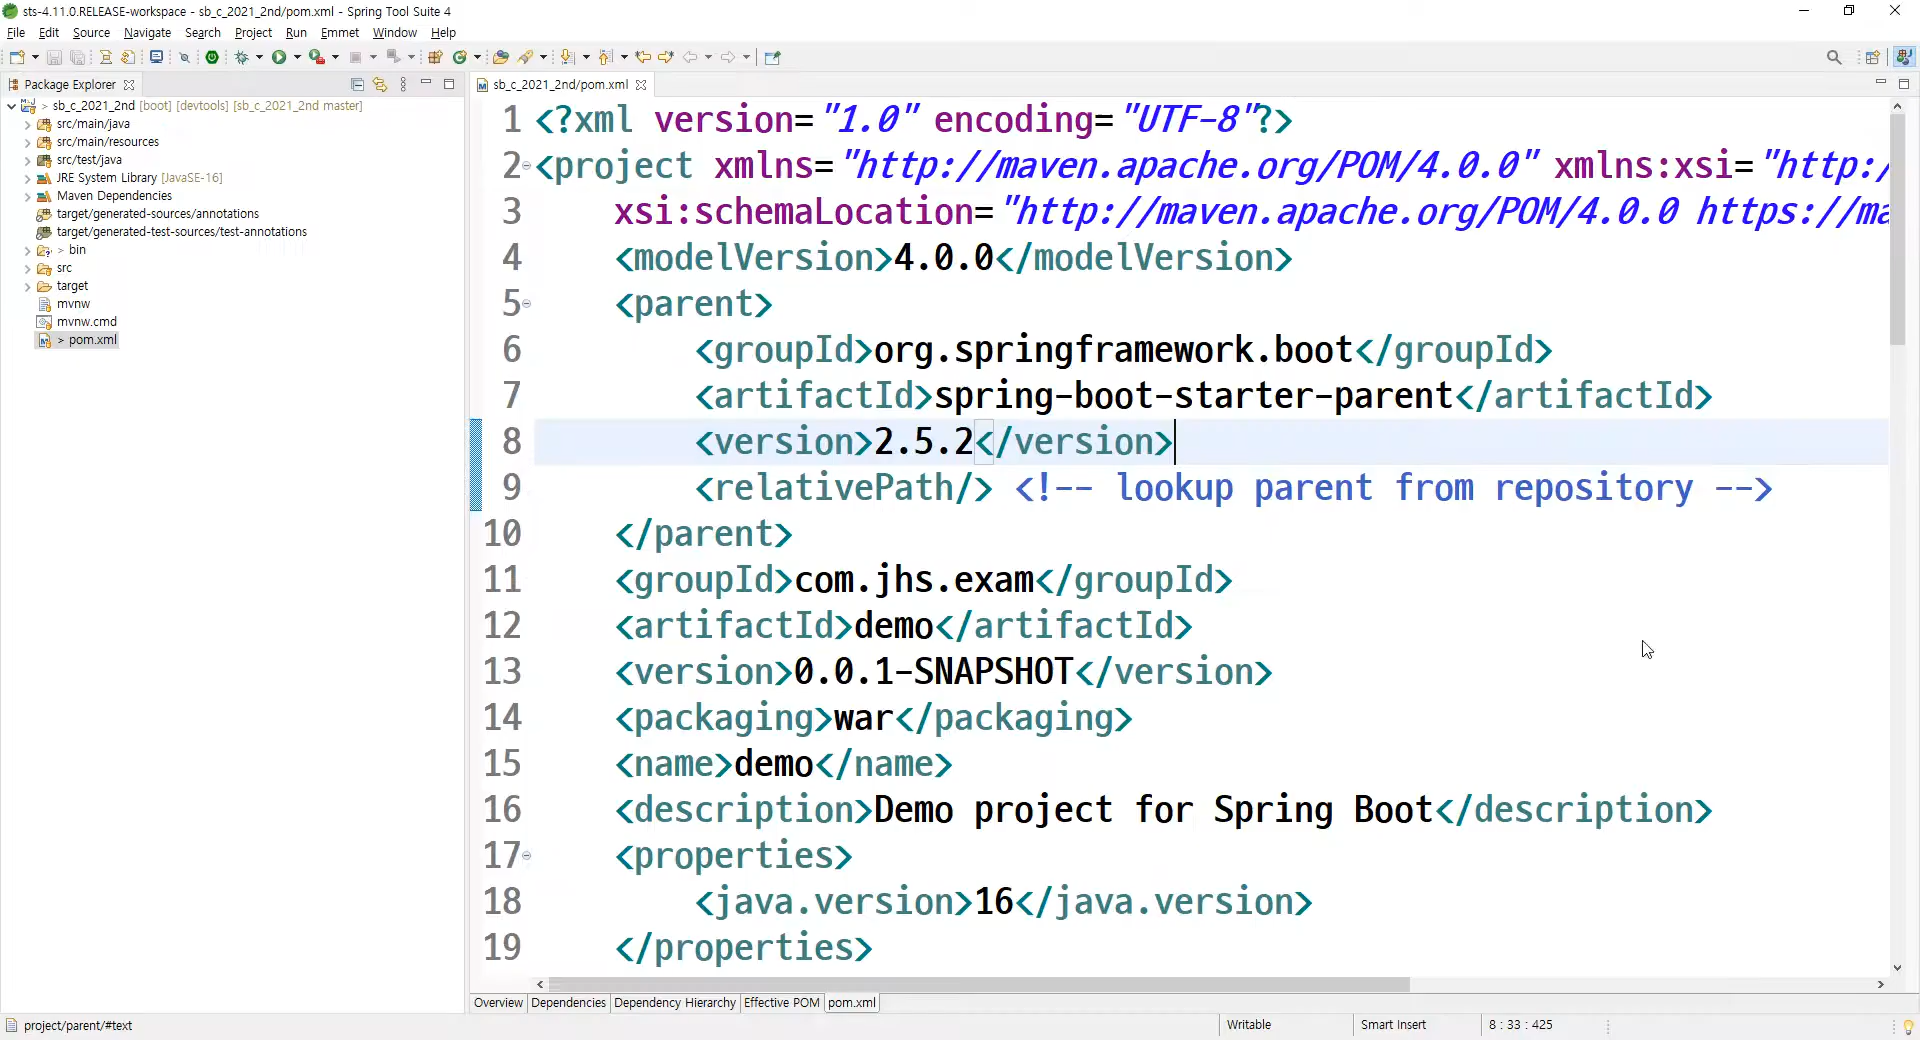 sts-4.11.0.RELEASE-workspace - sb_c_2021_2nd/pom.xml - Spring Tool Suite 4
File Edit Source Navigate Search Project Run Emmet Window Help
Package Explorer
sb_c_2021_2nd/pom.xml
> sb_c_2021_2nd [boot] [devtools] [sb_c_2021_2nd master]
src/main/java
src/main/resources
src/test/java
JRE System Library [JavaSE-16]
Maven Dependencies
target/generated-sources/annotations
target/generated-test-sources/test-annotations
> bin
src
target
mvnw
mvnw.cmd
> pom.xml
1 <?xml version="1.0" encoding="UTF-8"?>
2 <project xmlns="http://maven.apache.org/POM/4.0.0" xmlns:xsi="http:/
3 xsi:schemaLocation="http://maven.apache.org/POM/4.0.0 https://ma
4 <modelVersion>4.0.0</modelVersion>
5 <parent>
6 <groupId>org.springframework.boot</groupId>
7 <artifactId>spring-boot-starter-parent</artifactId>
8 <version>2.5.2</version>
9 <relativePath/> <!-- lookup parent from repository -->
10 </parent>
11 <groupId>com.jhs.exam</groupId>
12 <artifactId>demo</artifactId>
13 <version>0.0.1-SNAPSHOT</version>
14 <packaging>war</packaging>
15 <name>demo</name>
16 <description>Demo project for Spring Boot</description>
17 <properties>
18 <java.version>16</java.version>
19 </properties>
Overview Dependencies Dependency Hierarchy Effective POM pom.xml
project/parent/#text
Writable
Smart Insert
8 : 33 : 425